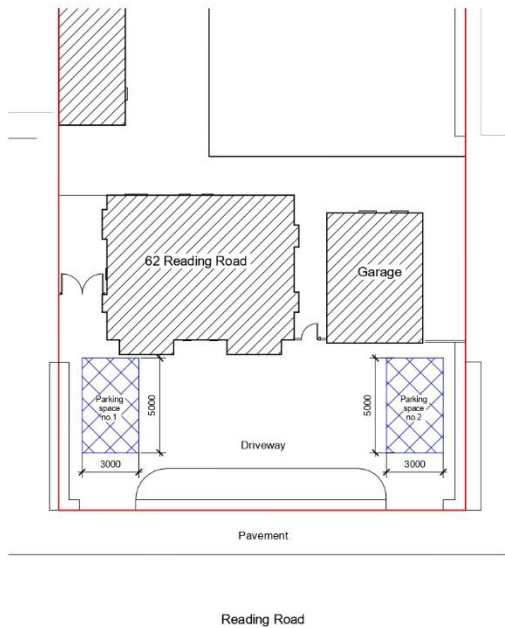 62 Reading Road
Garage
Parking
space
no.1
5000
3000
5000
Parking
space
no.2
3000
Driveway
Pavement
Reading Road